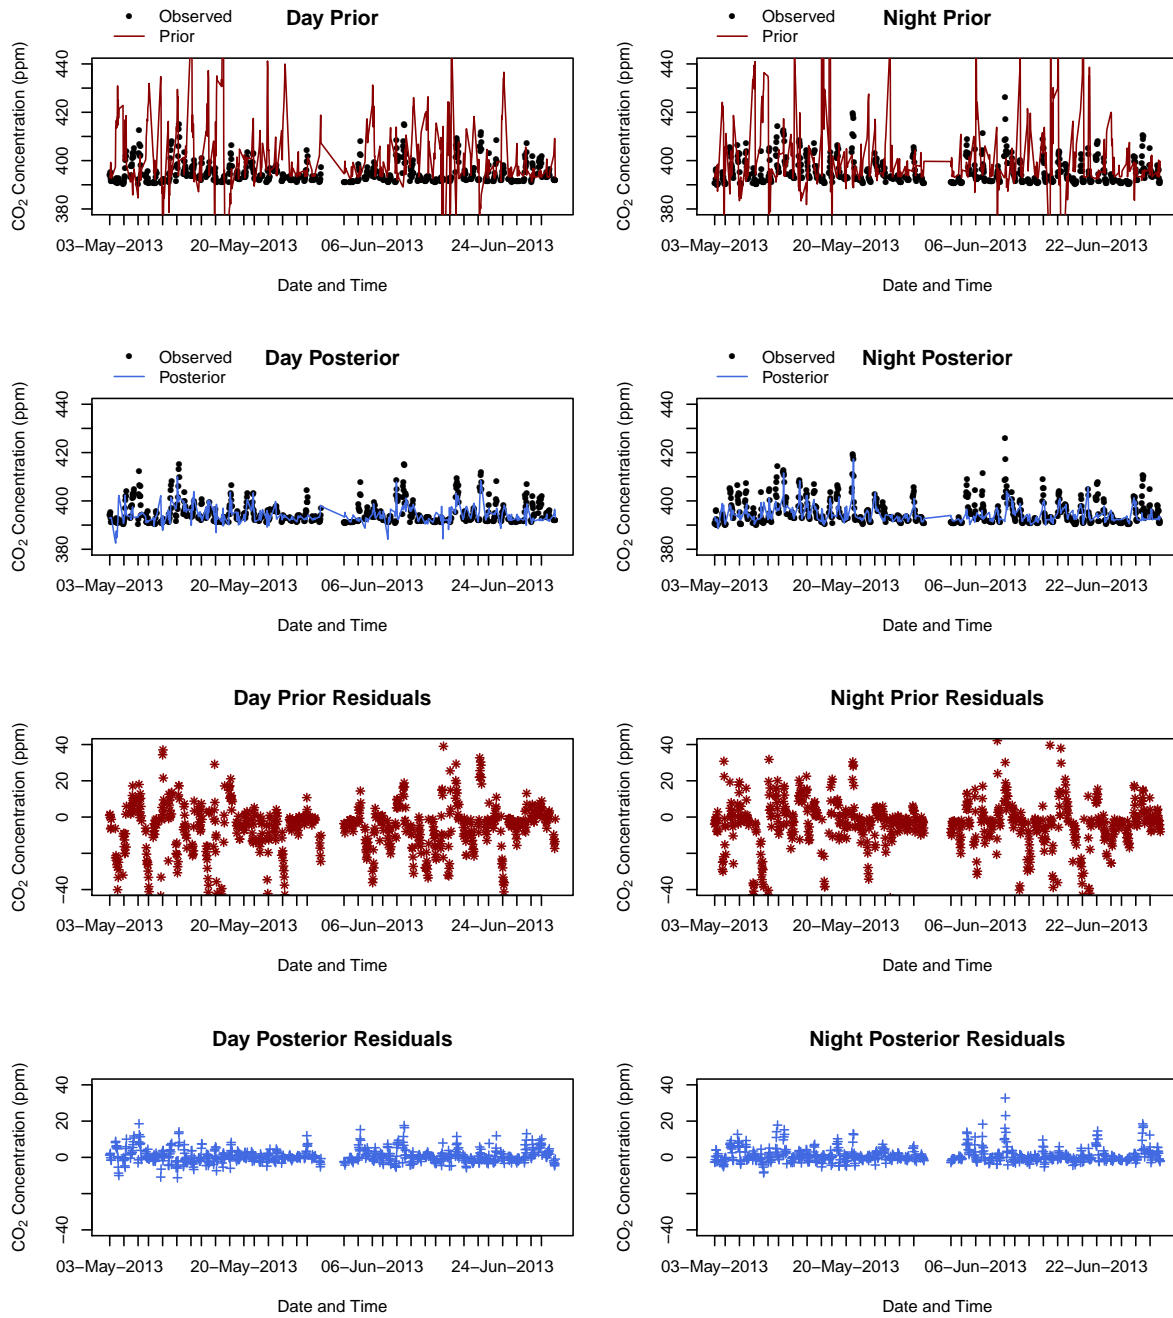 Day Prior
Observed
Prior
CO2 Concentration (ppm)
440
420
400
380
03−May−2013
20−May−2013
06−Jun−2013
24−Jun−2013
Date and Time
Night Prior
Observed
Prior
CO2 Concentration (ppm)
440
420
400
380
03−May−2013
20−May−2013
06−Jun−2013
22−Jun−2013
Date and Time
Day Posterior
Observed
Posterior
CO2 Concentration (ppm)
440
420
400
380
03−May−2013
20−May−2013
06−Jun−2013
24−Jun−2013
Date and Time
Night Posterior
Observed
Posterior
CO2 Concentration (ppm)
440
420
400
380
03−May−2013
20−May−2013
06−Jun−2013
22−Jun−2013
Date and Time
Day Prior Residuals
CO2 Concentration (ppm)
40
20
0
−40
03−May−2013
20−May−2013
06−Jun−2013
24−Jun−2013
Date and Time
Night Prior Residuals
CO2 Concentration (ppm)
40
20
0
−40
03−May−2013
20−May−2013
06−Jun−2013
22−Jun−2013
Date and Time
Day Posterior Residuals
CO2 Concentration (ppm)
40
20
0
−40
03−May−2013
20−May−2013
06−Jun−2013
24−Jun−2013
Date and Time
Night Posterior Residuals
CO2 Concentration (ppm)
40
20
0
−40
03−May−2013
20−May−2013
06−Jun−2013
22−Jun−2013
Date and Time